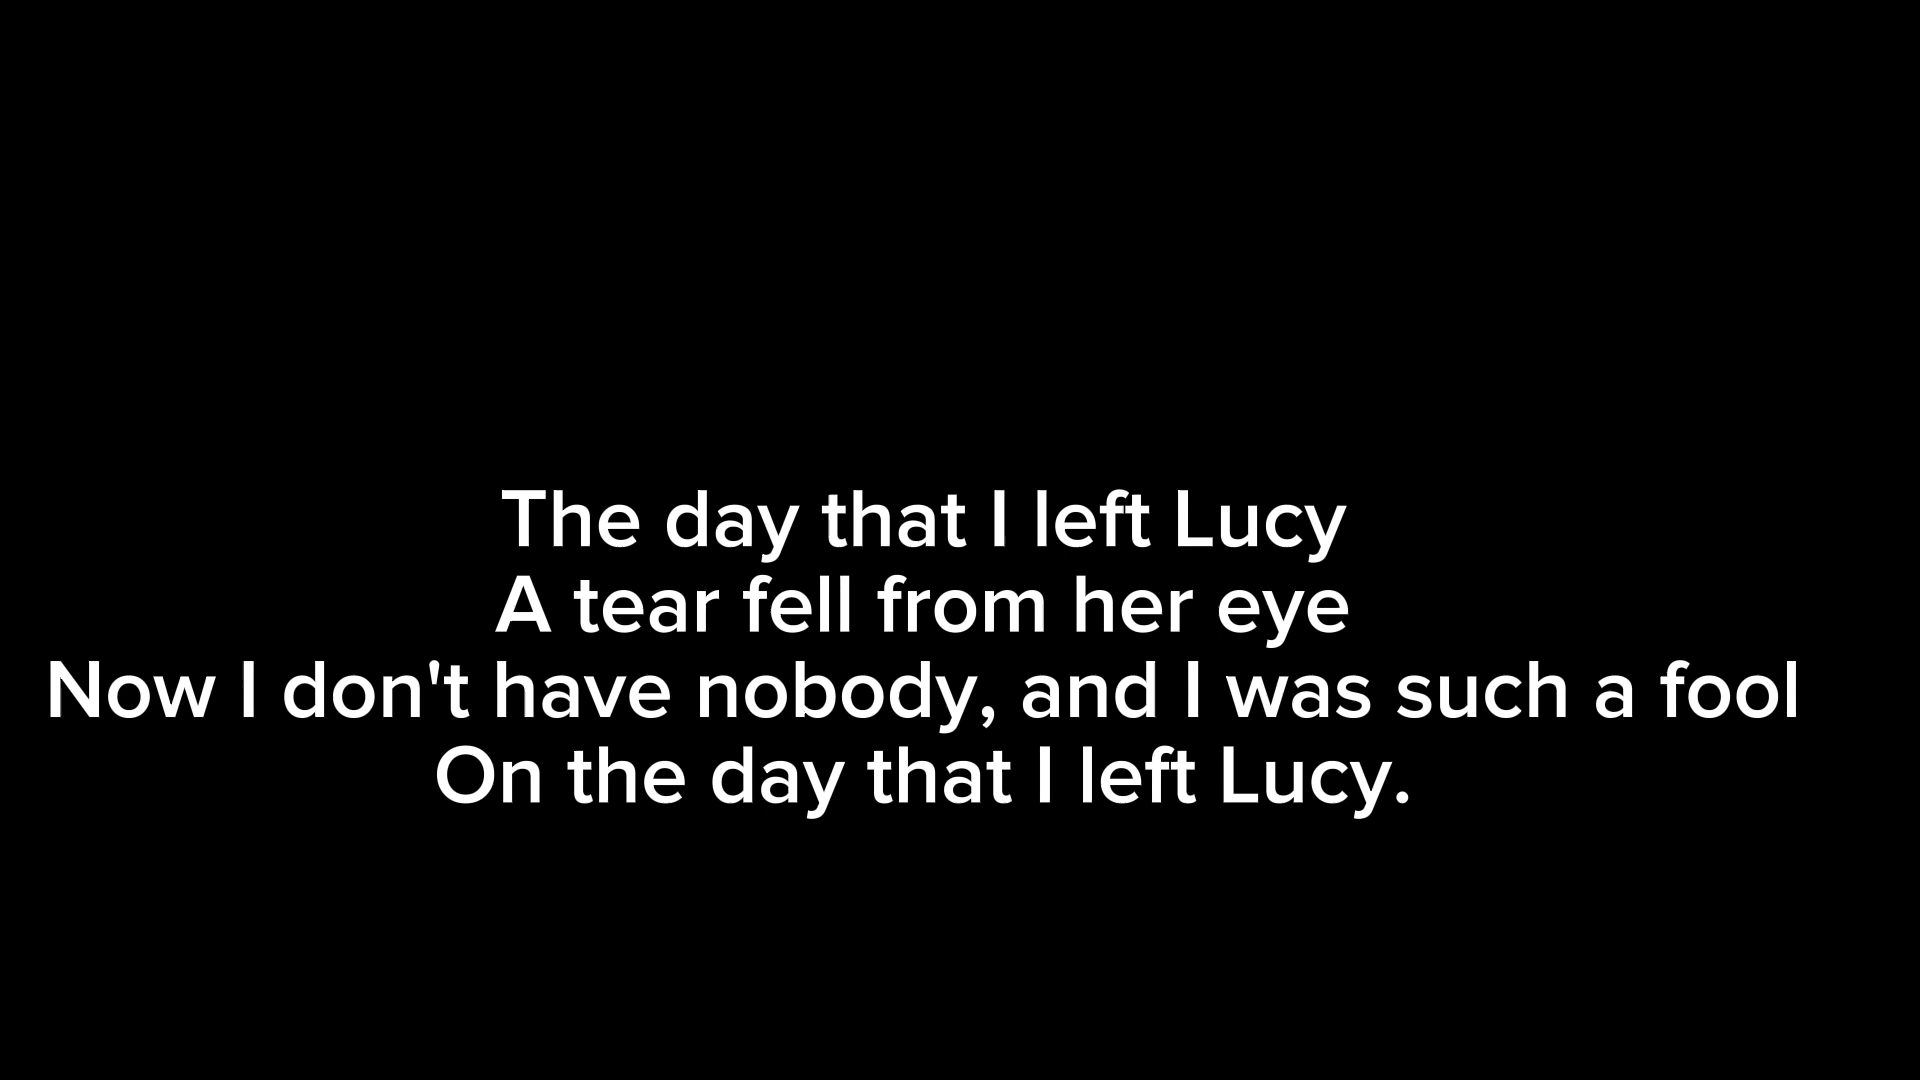 The day that I left Lucy
A tear fell from her eye
Now I don't have nobody, and I was such a fool
On the day that I left Lucy.